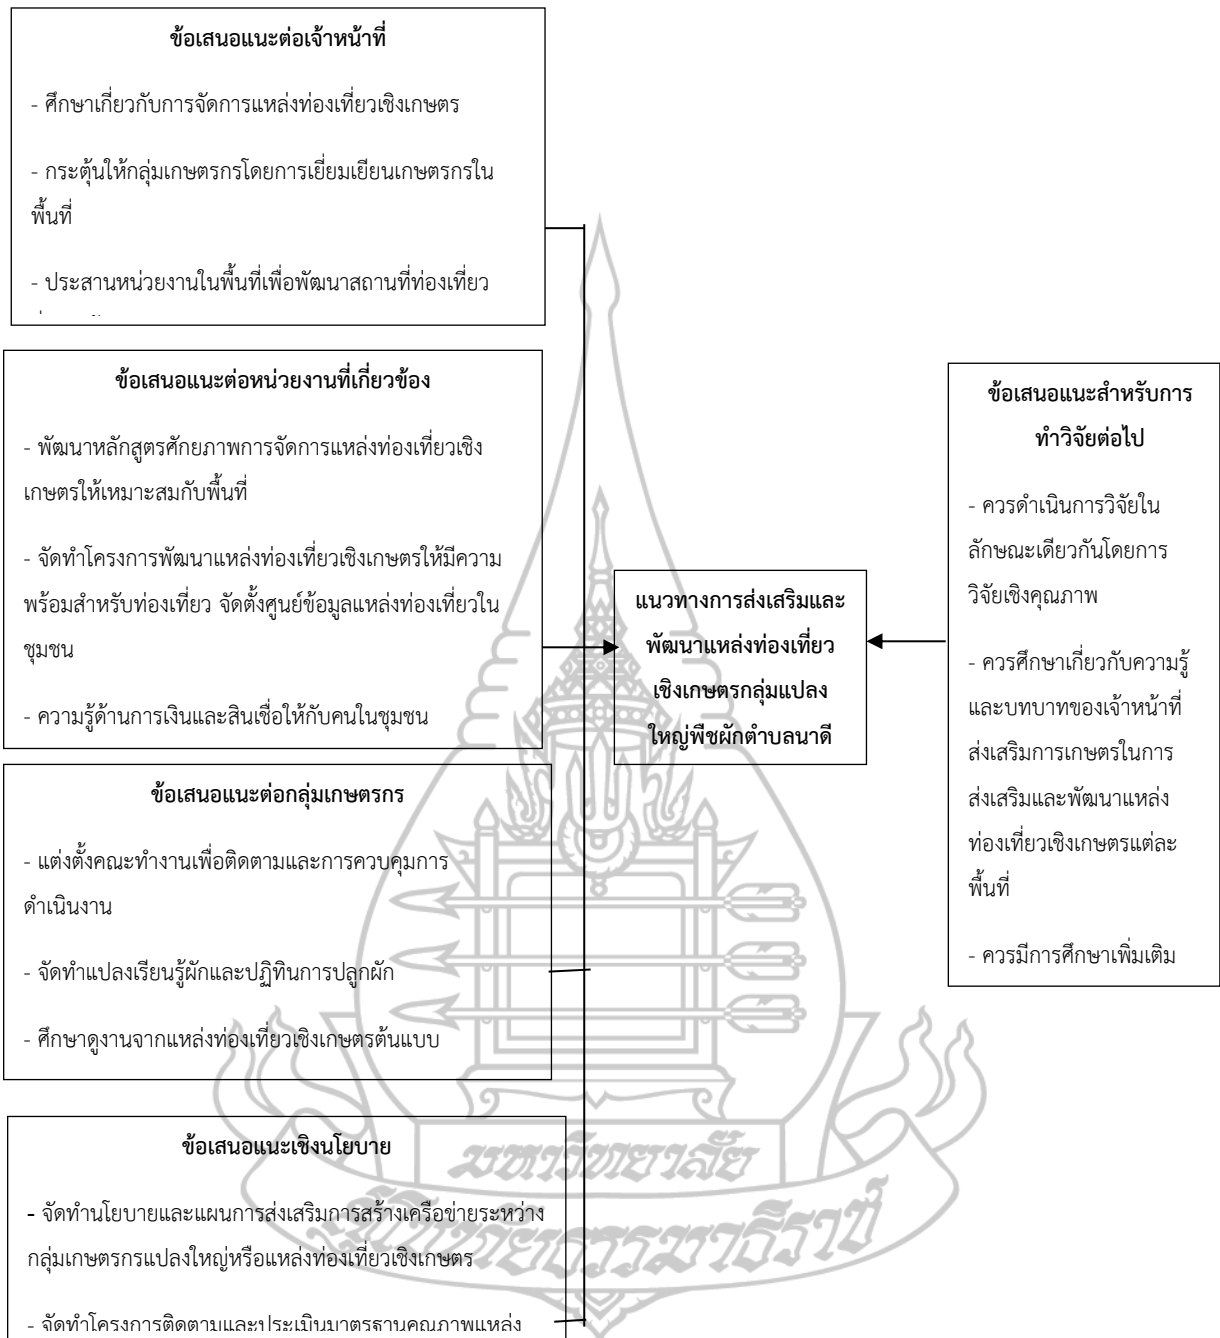 ข้อเสนอแนะต่อเจ้าหน้าที่
- ศึกษาเกี่ยวกับการจัดการแหล่งท่องเที่ยวเชิงเกษตร
- กระตุ้นให้กลุ่มเกษตรกรโดยการเยี่ยมเยียนเกษตรกรใน
พื้นที่
- ประสานหน่วยงานในพื้นที่เพื่อพัฒนาสถานที่ท่องเที่ยว
ข้อเสนอแนะต่อหน่วยงานที่เกี่ยวข้อง
- พัฒนาหลักสูตรศักยภาพการจัดการแหล่งท่องเที่ยวเชิง
เกษตรให้เหมาะสมกับพื้นที่
- จัดทำโครงการพัฒนาแหล่งท่องเที่ยวเชิงเกษตรให้มีความ
พร้อมสำหรับท่องเที่ยว จัดตั้งศูนย์ข้อมูลแหล่งท่องเที่ยวใน
ชุมชน
- ความรู้ด้านการเงินและสินเชื่อให้กับคนในชุมชน
ข้อเสนอแนะต่อกลุ่มเกษตรกร
- แต่งตั้งคณะทำงานเพื่อติดตามและการควบคุมการ
ดำเนินงาน
- จัดทำแปลงเรียนรู้ผักและปฏิทินการปลูกผัก
- ศึกษาดูงานจากแหล่งท่องเที่ยวเชิงเกษตรต้นแบบ
ข้อเสนอแนะเชิงนโยบาย
- จัดทำนโยบายและแผนการส่งเสริมการสร้างเครือข่ายระหว่าง
กลุ่มเกษตรกรแปลงใหญ่หรือแหล่งท่องเที่ยวเชิงเกษตร
- จัดทำโครงการติดตามและประเมินมาตรฐานคุณภาพแหล่ง
แนวทางการส่งเสริมและ
พัฒนาแหล่งท่องเที่ยว
เชิงเกษตรกลุ่มแปลง
ใหญ่พืชผักตำบลนาดี
ข้อเสนอแนะสำหรับการ
ทำวิจัยต่อไป
- ควรดำเนินการวิจัยใน
ลักษณะเดียวกันโดยการ
วิจัยเชิงคุณภาพ
- ควรศึกษาเกี่ยวกับความรู้
และบทบาทของเจ้าหน้าที่
ส่งเสริมการเกษตรในการ
ส่งเสริมและพัฒนาแหล่ง
ท่องเที่ยวเชิงเกษตรแต่ละ
พื้นที่
- ควรมีการศึกษาเพิ่มเติม
มหาวิทยาลัย
สุโขทัยธรรมาธิราช